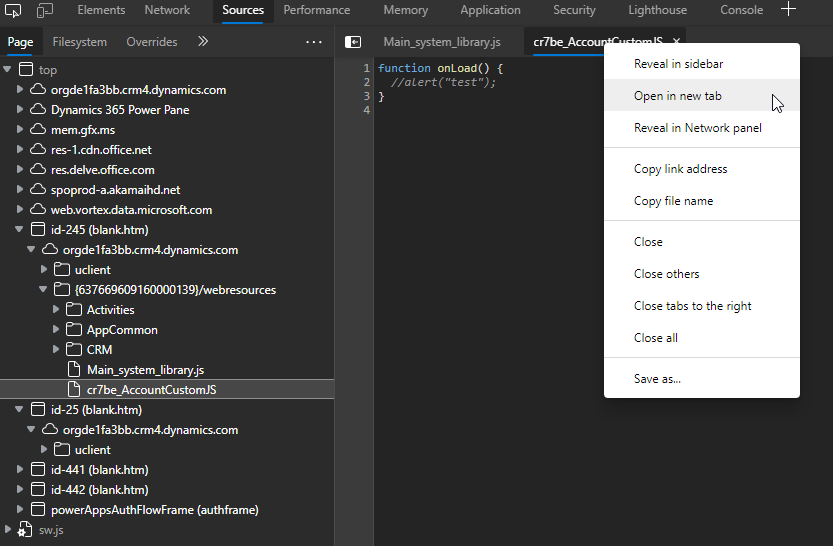 Elements Network Sources Performance Memory Application Security Lighthouse Console
Page Filesystem Overrides
Main_system_library.js cr7be_AccountCustomJS
top
orgde1fa3bb.crm4.dynamics.com
Dynamics 365 Power Pane
mem.gfx.ms
res-1.cdn.office.net
res.delve.office.com
spoprod-a.akamaihd.net
web.vortex.data.microsoft.com
id-245 (blank.htm)
orgde1fa3bb.crm4.dynamics.com
uclient
{637669609160000139}/webresources
Activities
AppCommon
CRM
Main_system_library.js
cr7be_AccountCustomJS
id-25 (blank.htm)
orgde1fa3bb.crm4.dynamics.com
uclient
id-441 (blank.htm)
id-442 (blank.htm)
powerAppsAuthFlowFrame (authframe)
sw.js
1 function onLoad() {
2 //alert("test");
3 }
4
Reveal in sidebar
Open in new tab
Reveal in Network panel
Copy link address
Copy file name
Close
Close others
Close tabs to the right
Close all
Save as...